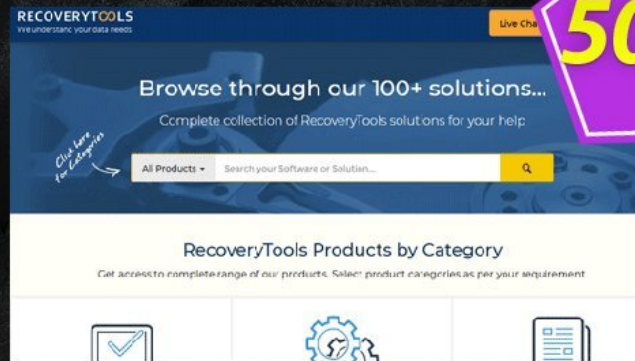 RECOVERYTOOLS
We understand your data needs
Live Cha
50
Browse through our 100+ solutions...
Complete collection of RecoveryTools solutions for your help
Click here
for Categories
All Products
Search your Software or Solution...
RecoveryTools Products by Category
Get access to complete range of our products. Select product categories as per your requirement